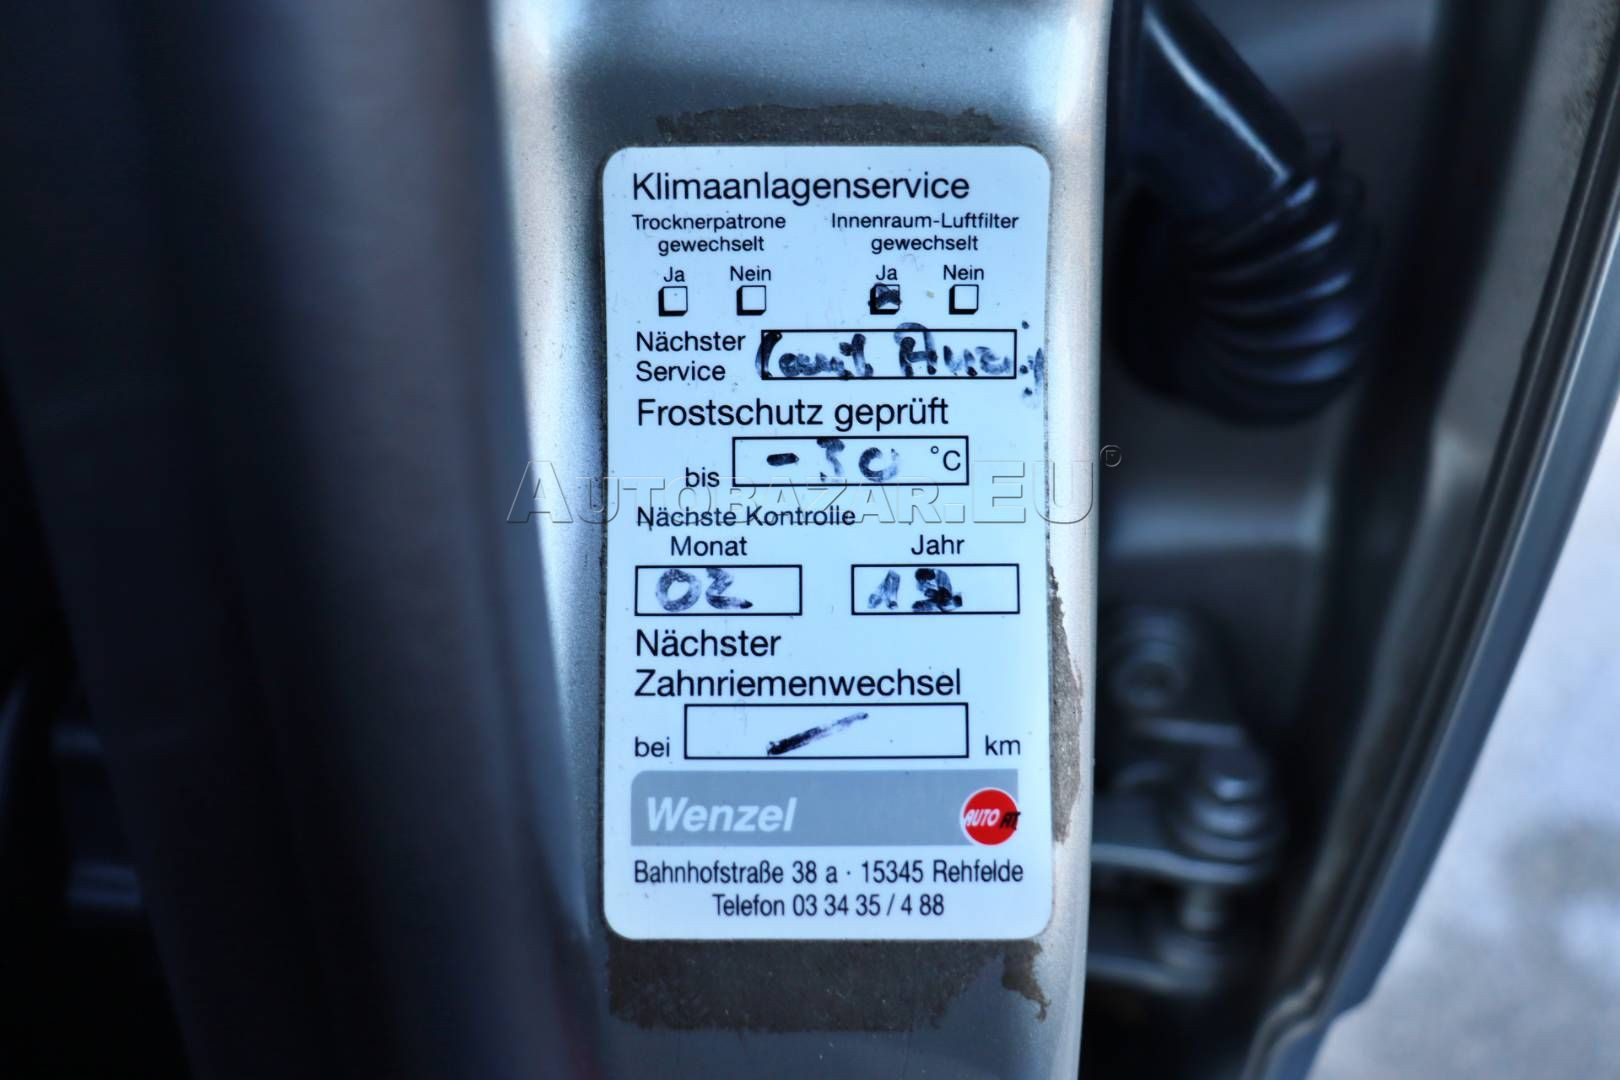 Klimaanlagenservice
Trocknerpatrone gewechselt
Innenraum-Luftfilter gewechselt
Ja Nein
Ja Nein
Nächster Service laut Anzeige
Frostschutz geprüft
bis -30 °C
AUTOBAZAR.EU®
Nächste Kontrolle
Monat Jahr
02
Nächster
Zahnriemenwechsel
bei km
Wenzel AUTO
Bahnhofstraße 38 a · 15345 Rehfelde
Telefon 03 34 35 / 4 88